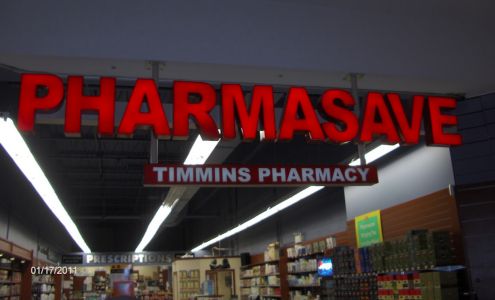 PHARMASAVE
TIMMINS PHARMACY
PRESCRIPTIONS
01/17/2011